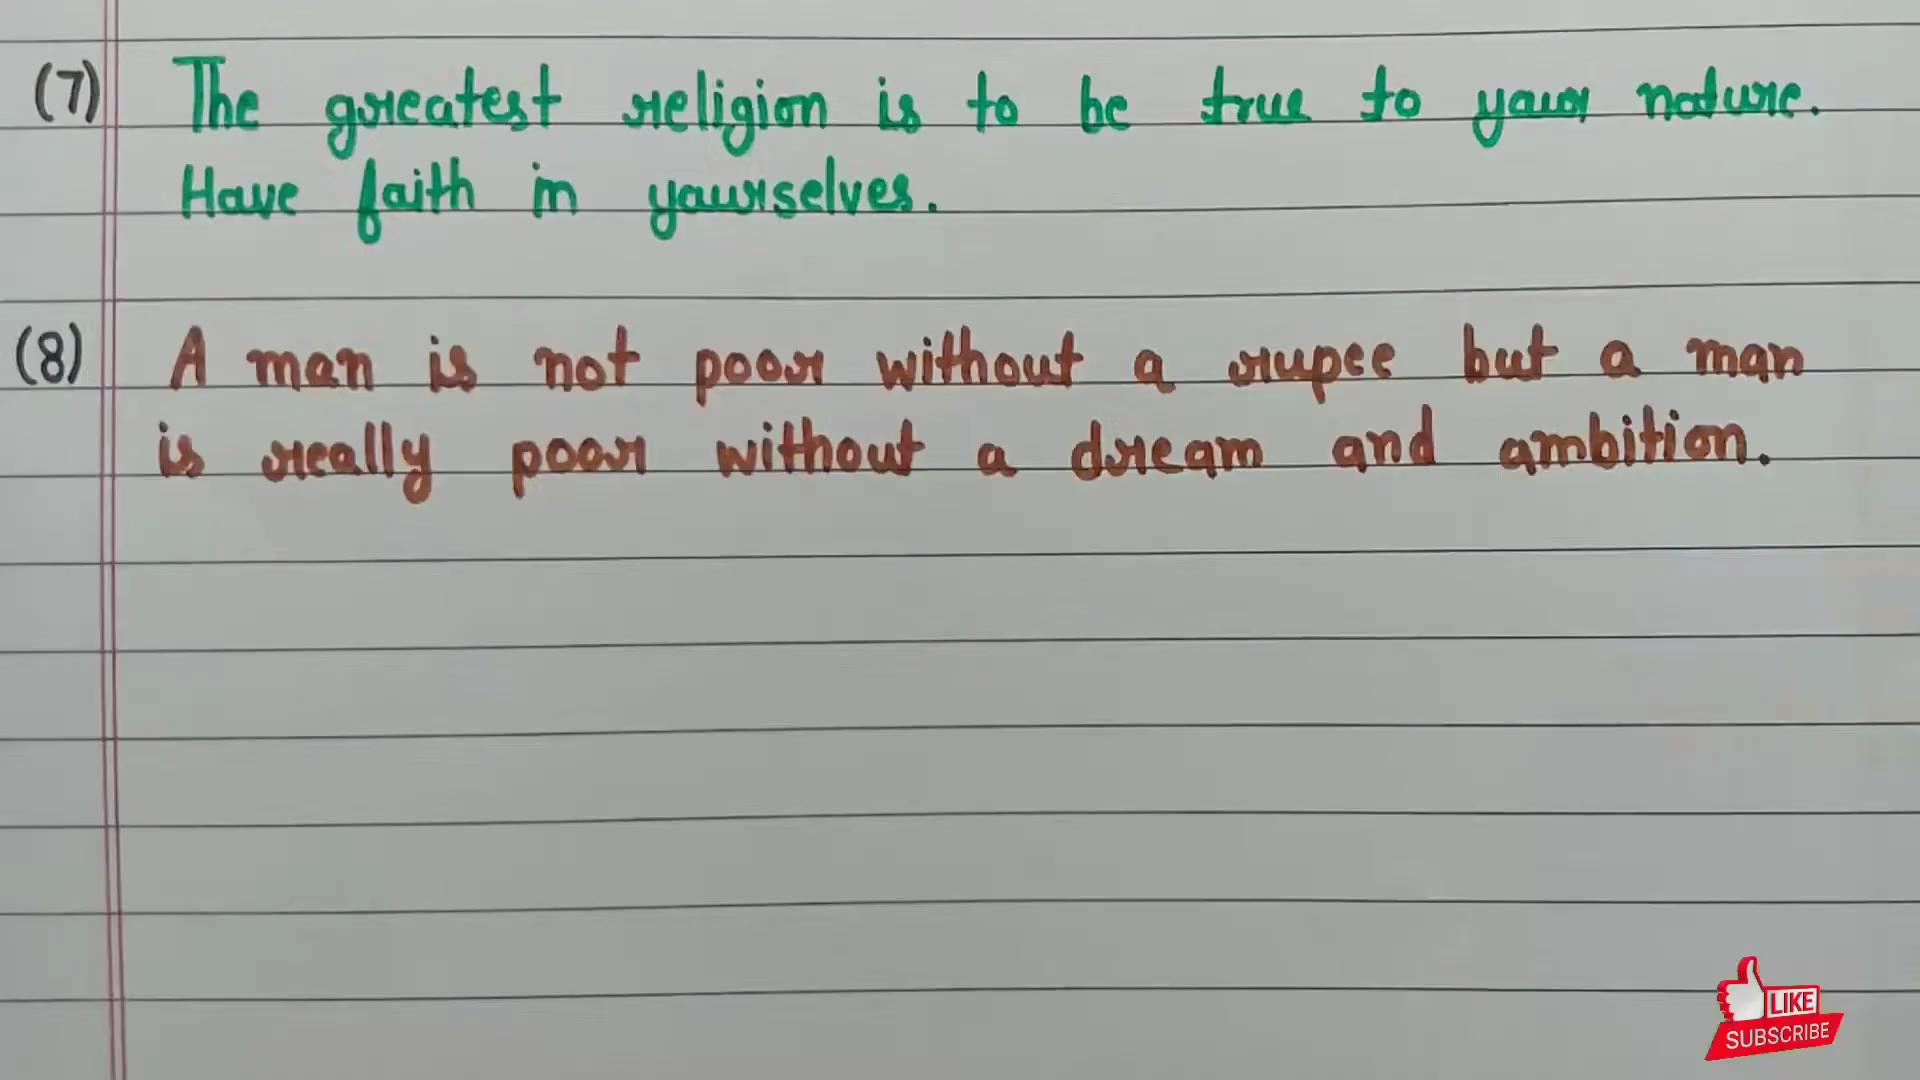 (7) The greatest religion is to be true to your nature.
Have faith in yourselves.
(8) A man is not poor without a rupee but a man
is really poor without a dream and ambition.
LIKE
SUBSCRIBE